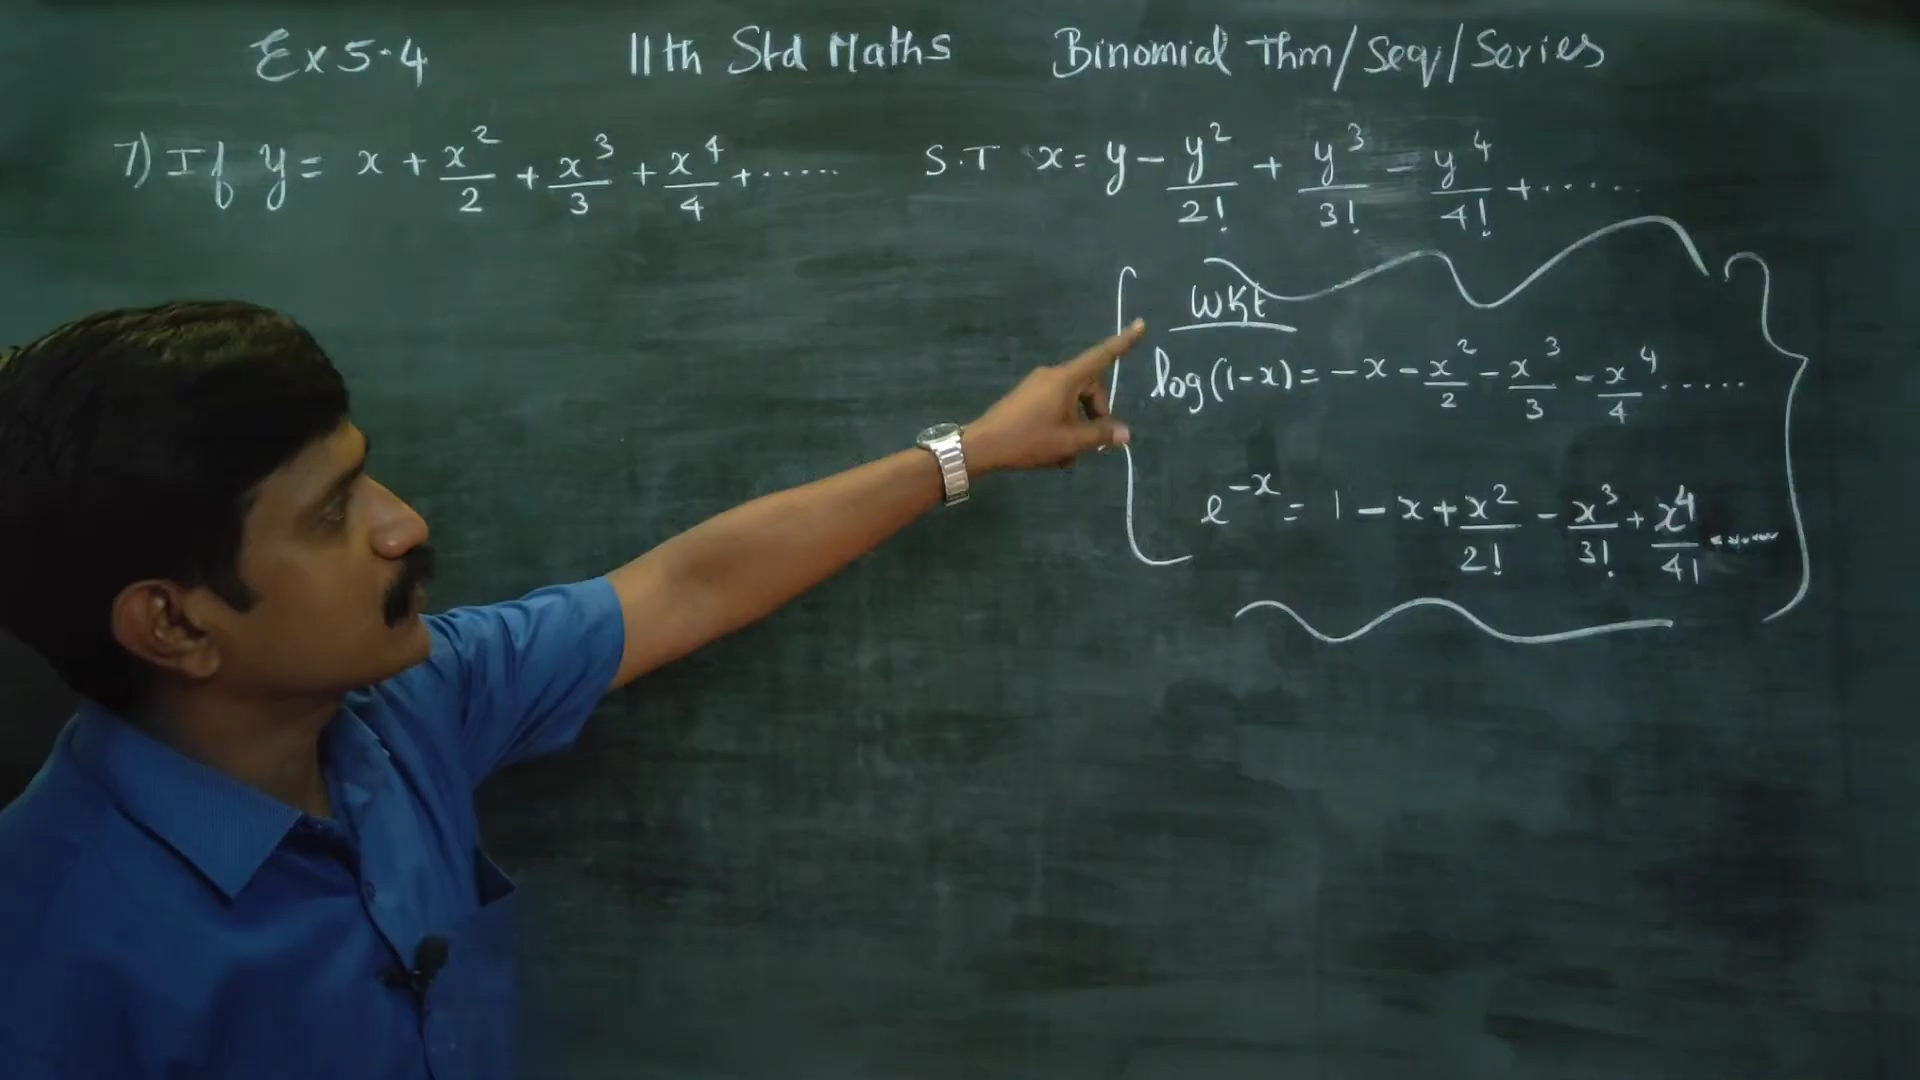 Ex 5.4 11th Std Maths Binomial Thm/Seq/Series
7) If y = x + x²/2 + x³/3 + x⁴/4 + ..... S.T x = y - y²/2! + y³/3! - y⁴/4! + ......
WKt
log(1-x) = -x - x²/2 - x³/3 - x⁴/4 .....
e⁻ˣ = 1 - x + x²/2! - x³/3! + x⁴/4! ......